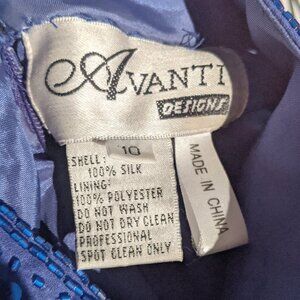 AVANTI
DESIGNS
10
SHELL:
100% SILK
LINING:
100% POLYESTER
DO NOT WASH
DO NOT DRY CLEAN
PROFESSIONAL
SPOT CLEAN ONLY
MADE IN CHINA